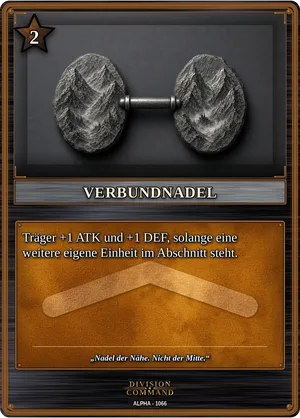 2
VERBUNDNADEL
Träger +1 ATK und +1 DEF, solange eine
weitere eigene Einheit im Abschnitt steht.
„Nadel der Nähe. Nicht der Mitte.“
DIVISION
COMMAND
ALPHA - 1066